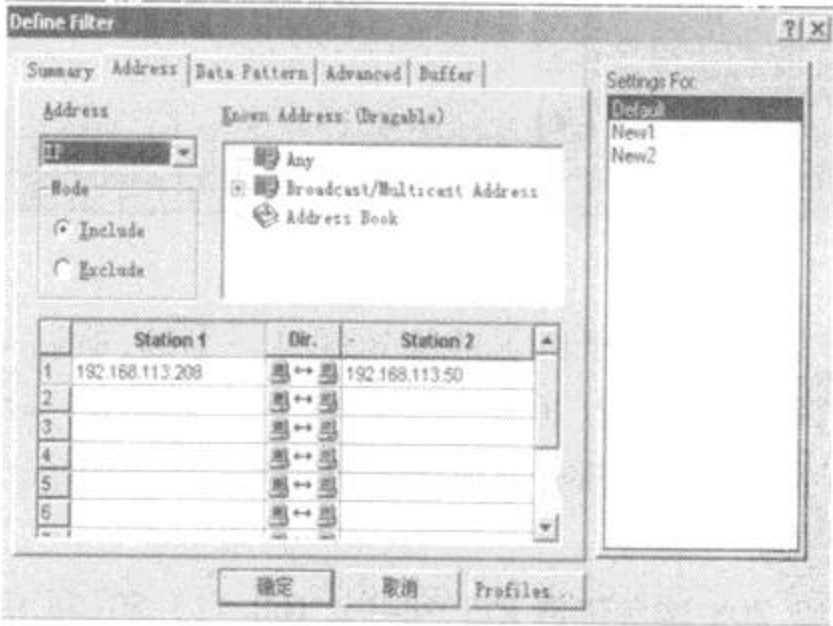 Define Filter
Summary Address Data Pattern Advanced Buffer
Address
IP
Known Address: (Dragable)
Any
Broadcast/Multicast Address
Address Book
Mode
Include
Exclude
Station 1 Dir. Station 2
1 192.168.113.208 192.168.113.50
2
3
4
5
6
确定 取消 Profiles...
Settings For:
Default
New1
New2